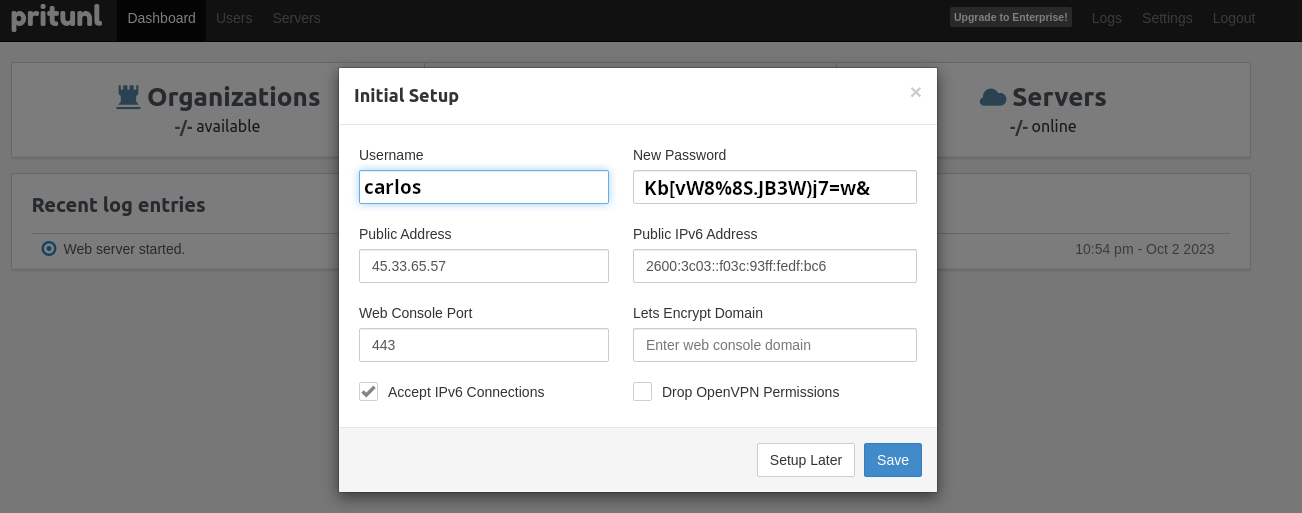 pritunl Dashboard Users Servers Upgrade to Enterprise! Logs Settings Logout
Organizations Servers
-/- available -/- online
Initial Setup ×
Username New Password
carlos Kb[vW8%8S.JB3W)j7=w&
Public Address Public IPv6 Address
45.33.65.57 2600:3c03::f03c:93ff:fedf:bc6
Web Console Port Lets Encrypt Domain
443 Enter web console domain
Accept IPv6 Connections Drop OpenVPN Permissions
Setup Later Save
Recent log entries
Web server started. 10:54 pm - Oct 2 2023